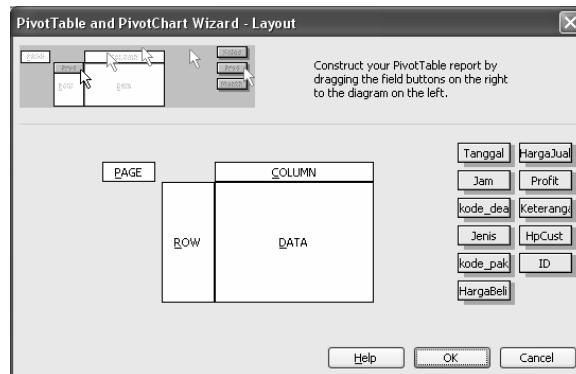 PivotTable and PivotChart Wizard - Layout
Construct your PivotTable report by
dragging the field buttons on the right
to the diagram on the left.
PAGE
COLUMN
ROW
DATA
Tanggal HargaJual
Jam Profit
kode_dea Keteranga
Jenis HpCust
kode_pak ID
HargaBeli
Help OK Cancel